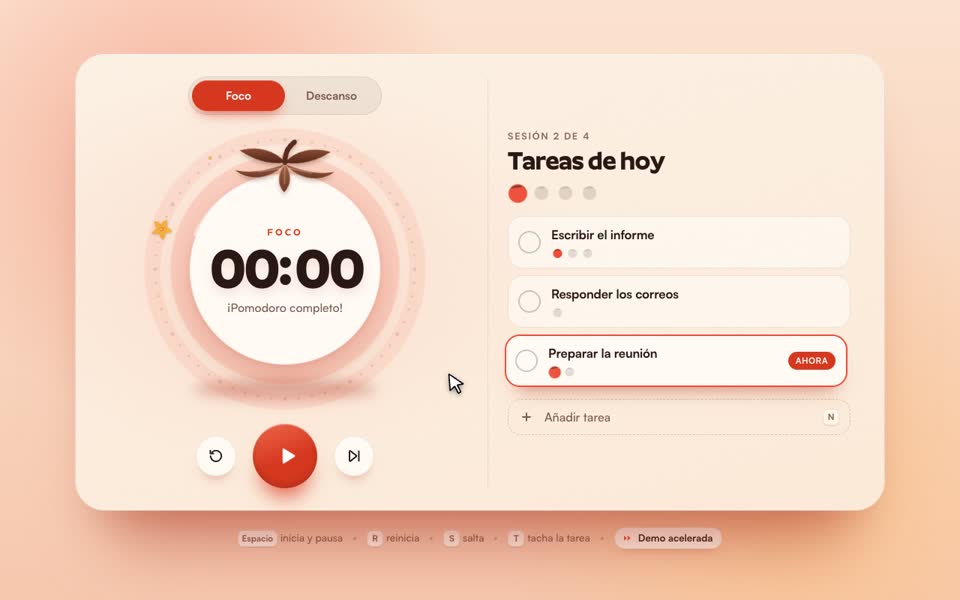 Foco
Descanso
FOCO
00:00
¡Pomodoro completo!
SESIÓN 2 DE 4
Tareas de hoy
Escribir el informe
Responder los correos
Preparar la reunión
AHORA
+ Añadir tarea
N
Espacio inicia y pausa • R reinicia • S salta • T tacha la tarea • Demo acelerada